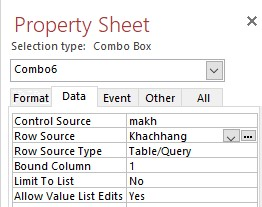 Property Sheet
Selection type: Combo Box
Combo6
Format Data Event Other All
Control Source makh
Row Source Khachhang
Row Source Type Table/Query
Bound Column 1
Limit To List No
Allow Value List Edits Yes